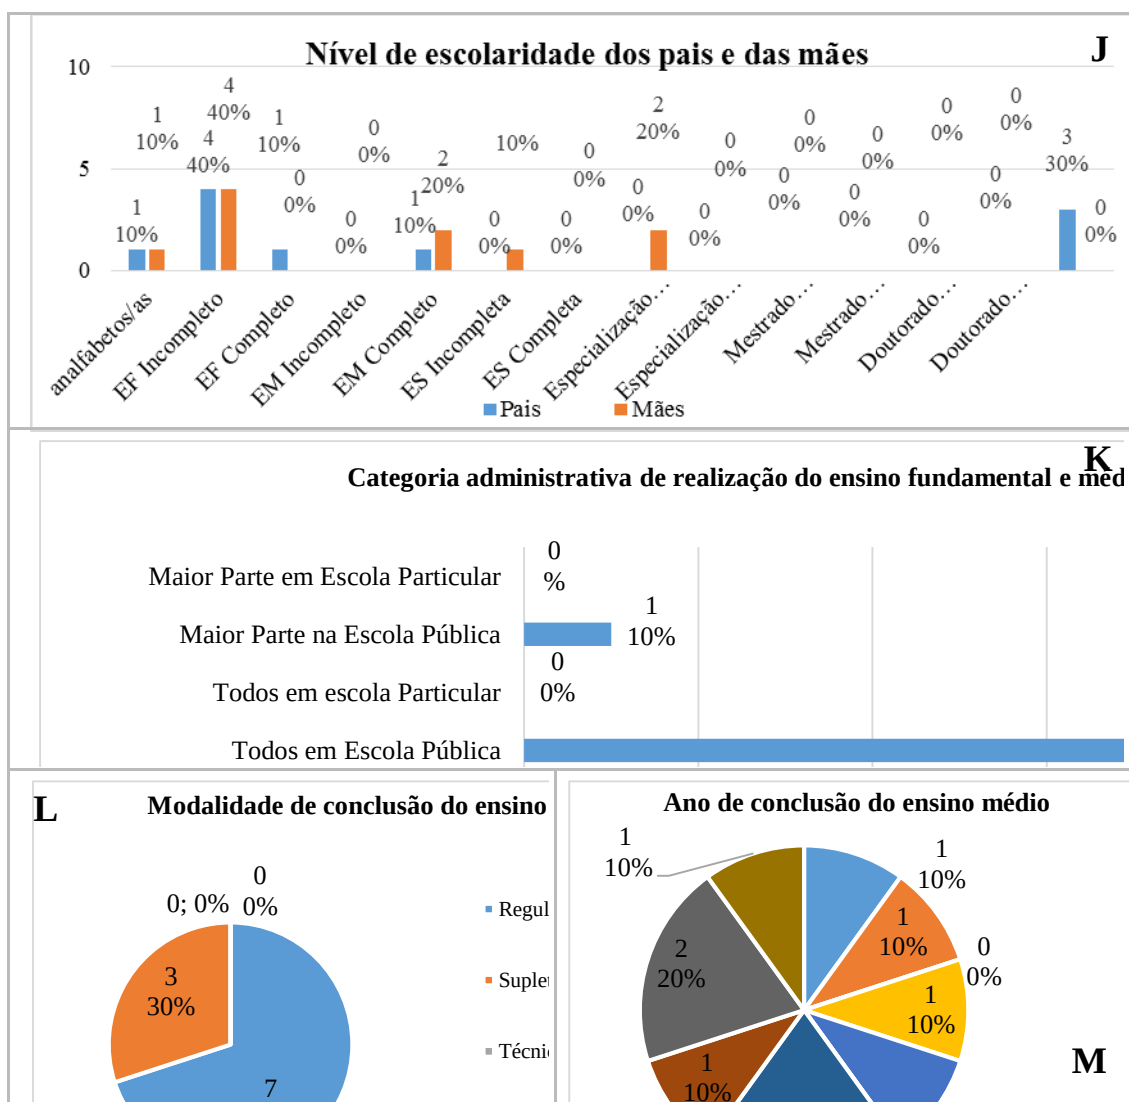 Nível de escolaridade dos pais e das mães
J
10
5
0
1
10%
1
10%
4
40%
4
40%
1
10%
0
0%
0
0%
0
0%
1
10%
2
20%
0
0%
10%
0
0%
0
0%
0
0%
2
20%
0
0%
0
0%
0
0%
0
0%
0
0%
0
0%
0
0%
0
0%
0
0%
0
0%
3
30%
0
0%
analfabetos/as
EF Incompleto
EF Completo
EM Incompleto
EM Completo
ES Incompleta
ES Completa
Especialização…
Especialização…
Mestrado…
Mestrado…
Doutorado…
Doutorado…
Pais
Mães
K
Categoria administrativa de realização do ensino fundamental e méd
Maior Parte em Escola Particular
0
%
Maior Parte na Escola Pública
1
10%
Todos em escola Particular
0
0%
Todos em Escola Pública
L
Modalidade de conclusão do ensino
0; 0%
0
0%
3
30%
7
Regul
Suple
Técni
Ano de conclusão do ensino médio
1
10%
1
10%
1
10%
0
0%
1
10%
2
20%
1
10%
M